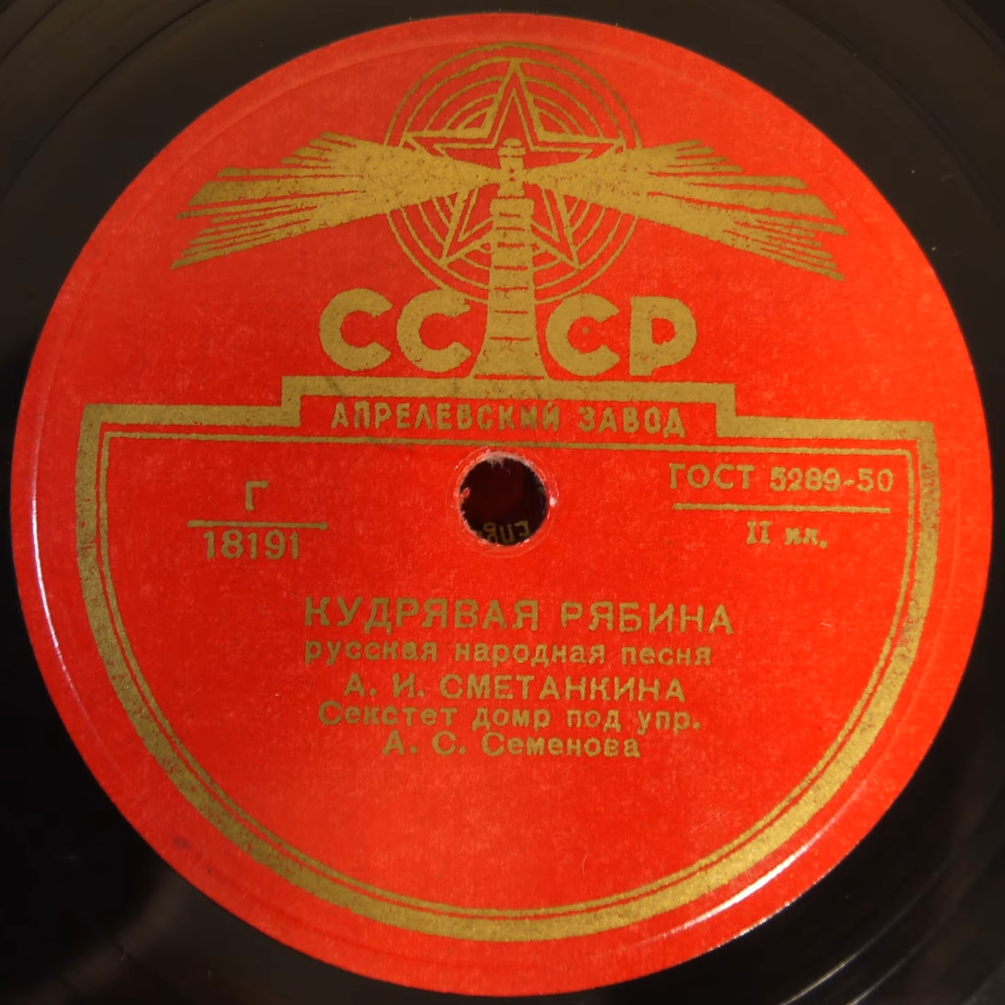 СССР
АПРЕЛЕВСКИЙ ЗАВОД
Г
18191
ГОСТ 5289-50
II кл.
КУДРЯВАЯ РЯБИНА
русская народная песня
А. И. СМЕТАНКИНА
Секстет домр под упр.
А. С. Семенова